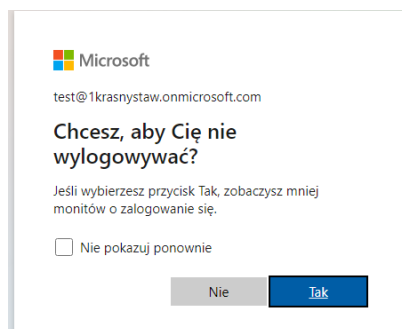 Microsoft
test@1krasnystaw.onmicrosoft.com
Chcesz, aby Cię nie
wylogowywać?
Jeśli wybierzesz przycisk Tak, zobaczysz mniej
monitów o zalogowanie się.
Nie pokazuj ponownie
Nie
Tak